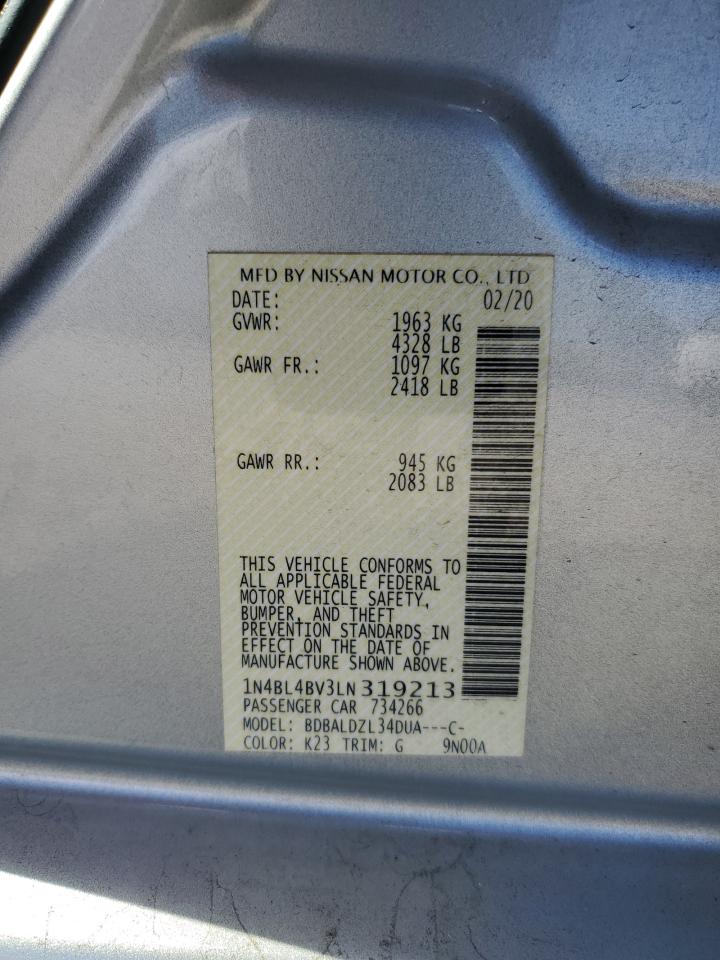 MFD BY NISSAN MOTOR CO., LTD
DATE: 02/20
GVWR: 1963 KG
4328 LB
GAWR FR.: 1097 KG
2418 LB
GAWR RR.: 945 KG
2083 LB
THIS VEHICLE CONFORMS TO
ALL APPLICABLE FEDERAL
MOTOR VEHICLE SAFETY,
BUMPER, AND THEFT
PREVENTION STANDARDS IN
EFFECT ON THE DATE OF
MANUFACTURE SHOWN ABOVE.
1N4BL4BV3LN319213
PASSENGER CAR 734266
MODEL: BDBALDZL34DUA---C-
COLOR: K23 TRIM: G 9N00A